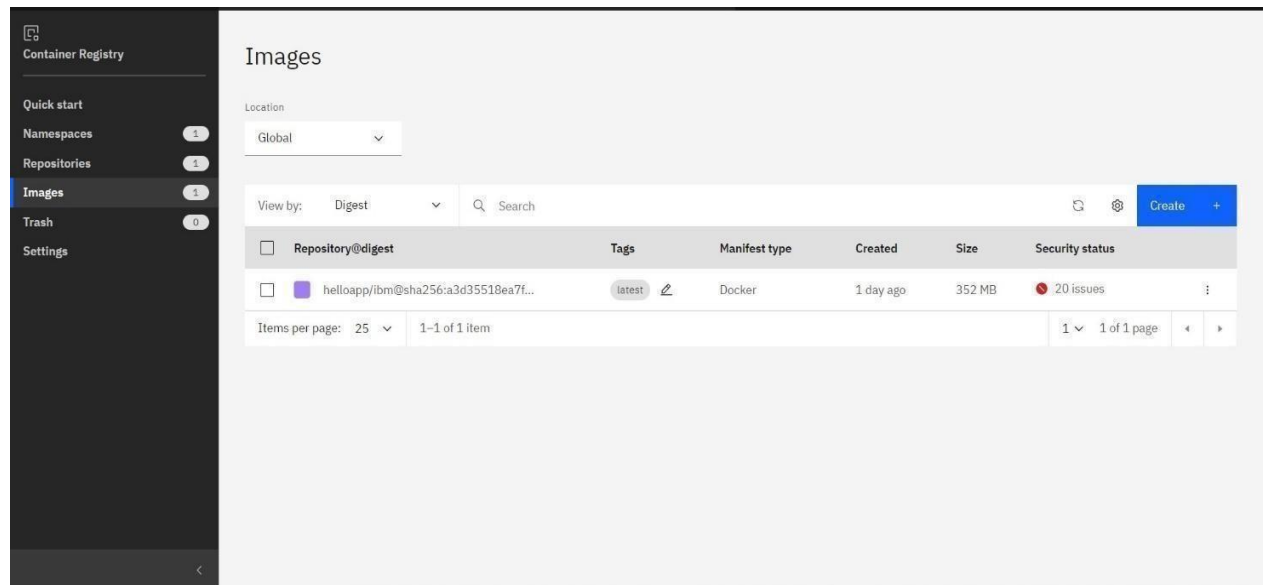 Container Registry
Quick start
Namespaces 1
Repositories 1
Images 1
Trash 0
Settings
Images
Location
Global
View by: Digest Search Create +
Repository@digest Tags Manifest type Created Size Security status
helloapp/ibm@sha256:a3d35518ea7f... latest Docker 1 day ago 352 MB 20 issues
Items per page: 25 1–1 of 1 item 1 1 of 1 page